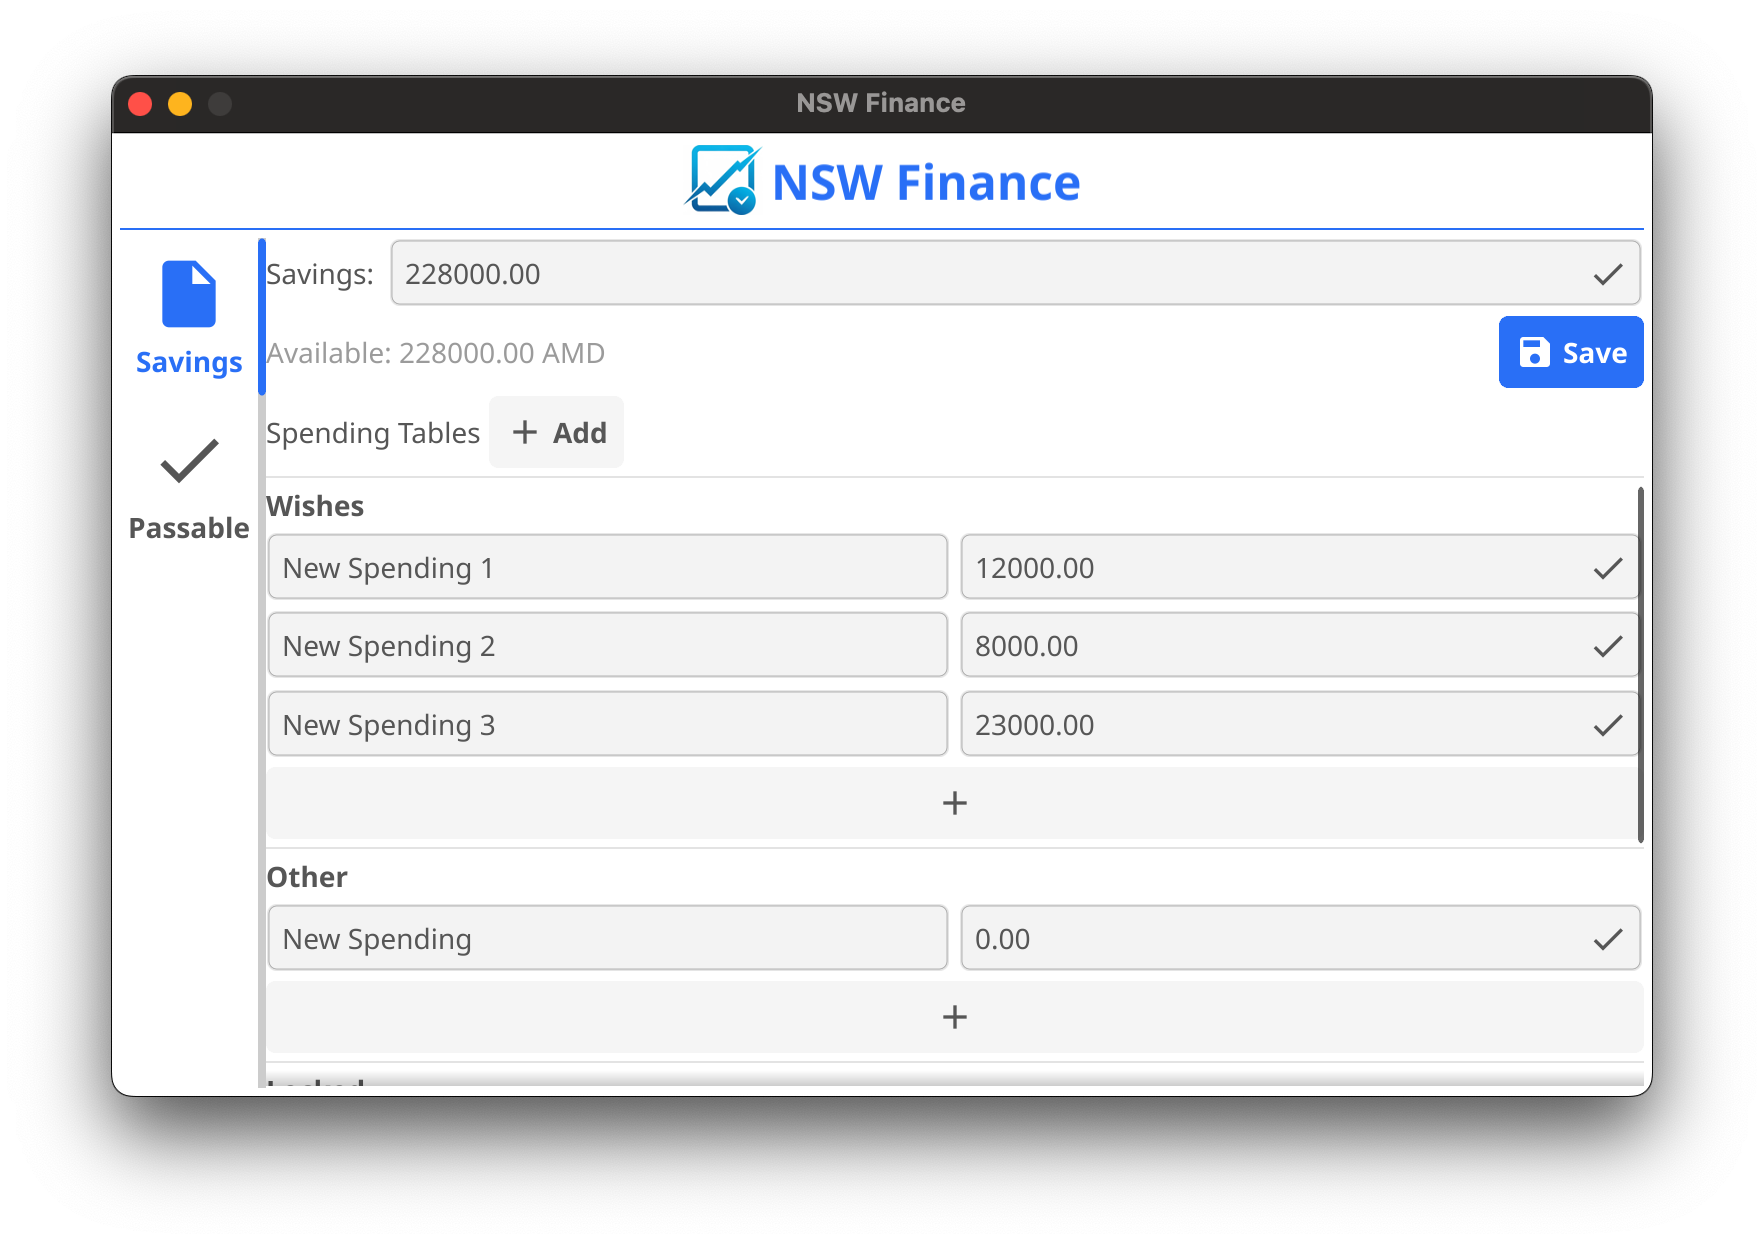 NSW Finance
NSW Finance
Savings
Passable
Savings: 228000.00
Available: 228000.00 AMD
Save
Spending Tables
Add
Wishes
New Spending 1 12000.00
New Spending 2 8000.00
New Spending 3 23000.00
Other
New Spending 0.00